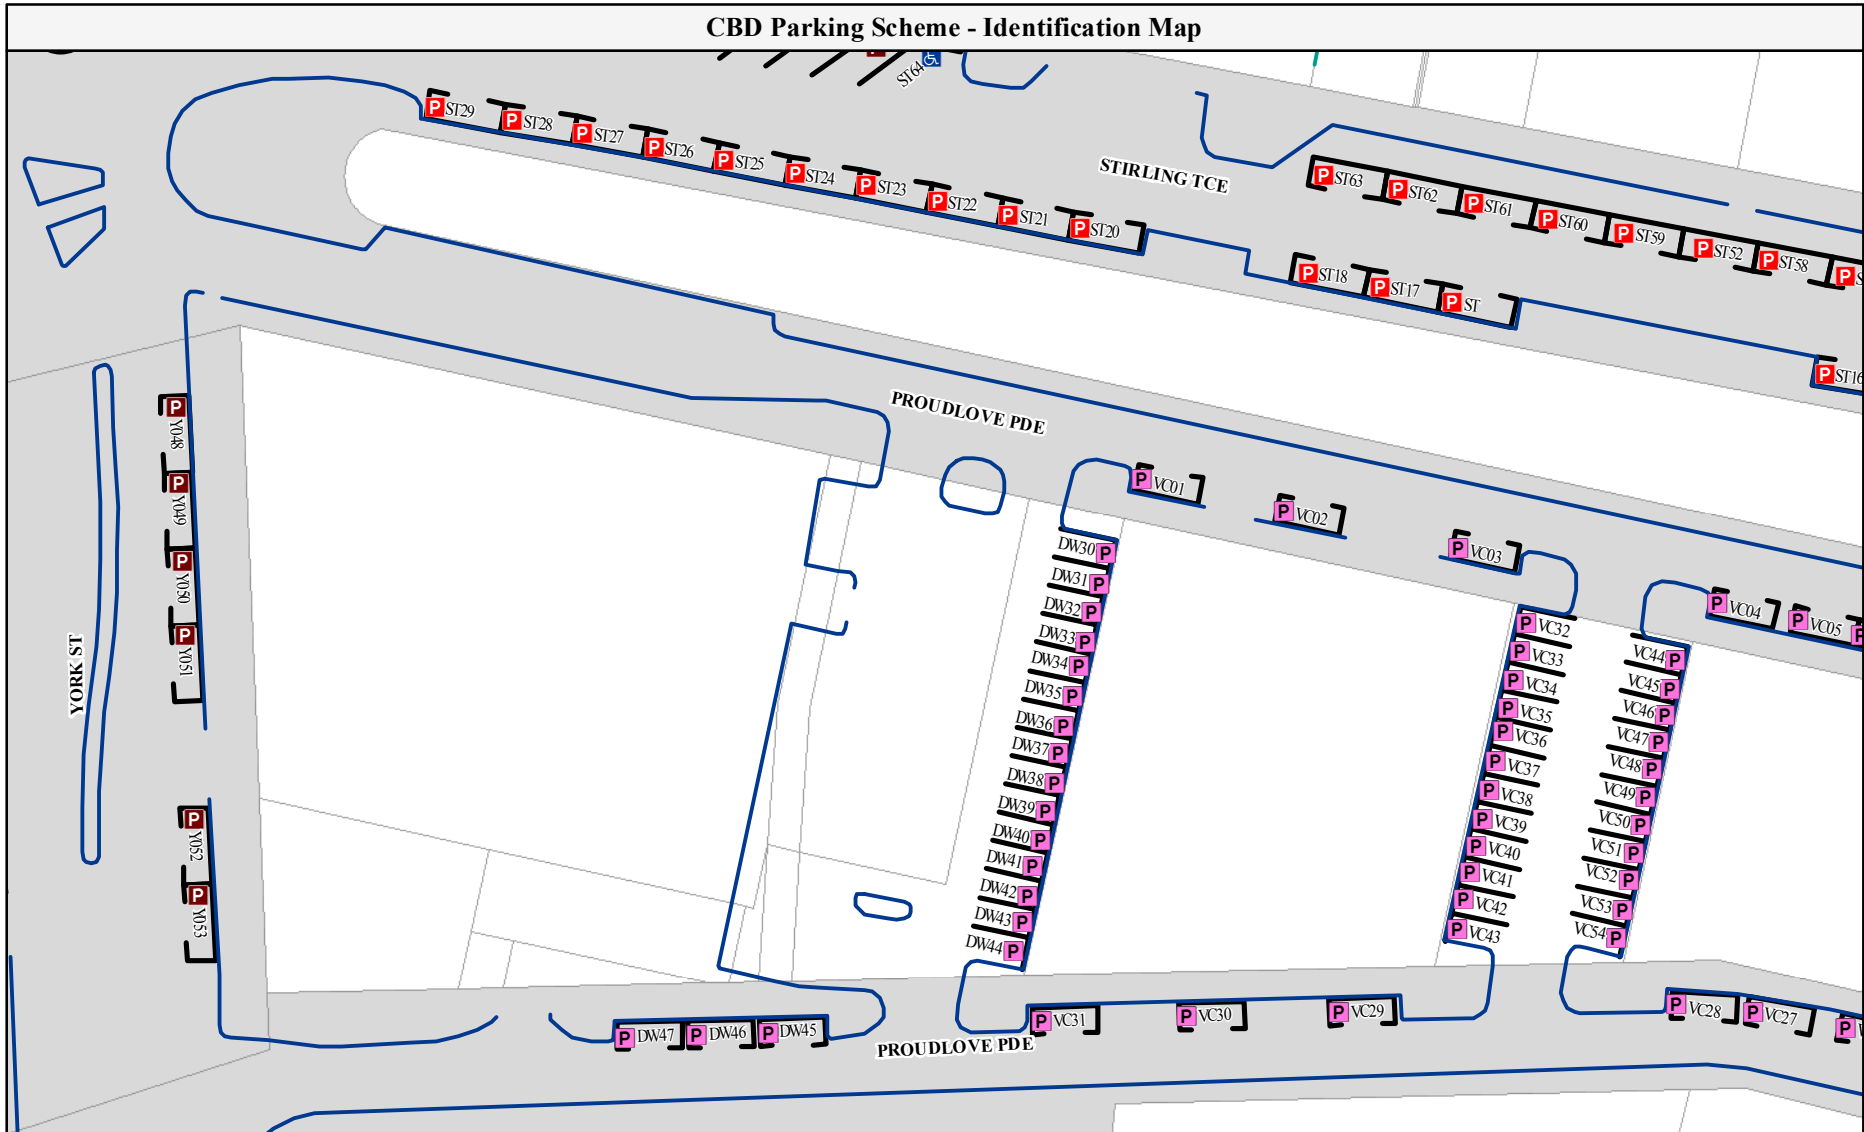 CBD Parking Scheme - Identification Map
ST64
P ST29
P ST28
P ST27
P ST26
P ST25
P ST24
P ST23
P ST22
P ST21
P ST20
STIRLING TCE
P ST63
P ST62
P ST61
P ST60
P ST59
P ST52
P ST58
P S
P ST18
P ST17
P ST
P ST16
PROUDLOVE PDE
P Y048
P Y049
P Y050
P Y051
YORK ST
P Y052
P Y053
P VC01
P VC02
P VC03
P VC04
P VC05
P
DW30 P
DW31 P
DW32 P
DW33 P
DW34 P
DW35 P
DW36 P
DW37 P
DW38 P
DW39 P
DW40 P
DW41 P
DW42 P
DW43 P
DW44 P
P VC32
P VC33
P VC34
P VC35
P VC36
P VC37
P VC38
P VC39
P VC40
P VC41
P VC42
P VC43
VC44 P
VC45 P
VC46 P
VC47 P
VC48 P
VC49 P
VC50 P
VC51 P
VC52 P
VC53 P
VC54 P
P DW47
P DW46
P DW45
P VC31
P VC30
P VC29
P VC28
P VC27
P V
PROUDLOVE PDE